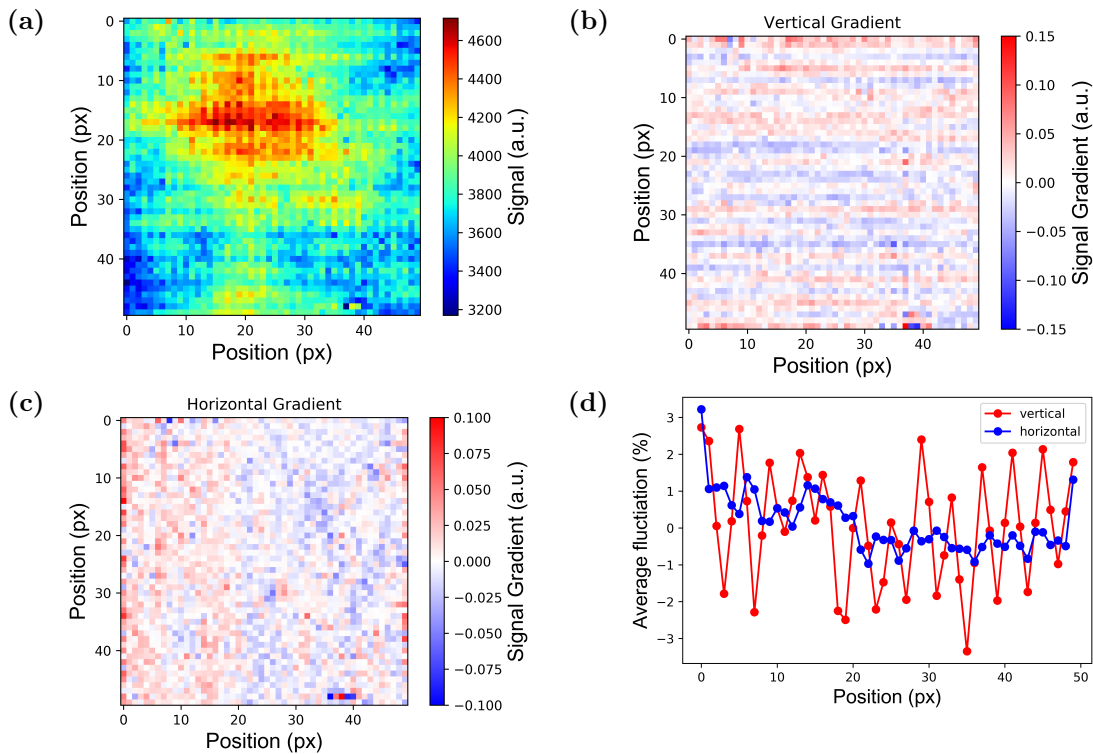 (a)
0
10
20
30
40
0 10 20 30 40
Position (px)
Position (px)
4600
4400
4200
4000
3800
3600
3400
3200
Signal (a.u.)
(b)
Vertical Gradient
0
10
20
30
40
0 10 20 30 40
Position (px)
Position (px)
0.15
0.10
0.05
0.00
−0.05
−0.10
−0.15
Signal Gradient (a.u.)
(c)
Horizontal Gradient
0
10
20
30
40
0 10 20 30 40
Position (px)
Position (px)
0.100
0.075
0.050
0.025
0.000
−0.025
−0.050
−0.075
−0.100
Signal Gradient (a.u.)
(d)
3
2
1
0
−1
−2
−3
0 10 20 30 40 50
Average fluctiation (%)
Position (px)
vertical
horizontal